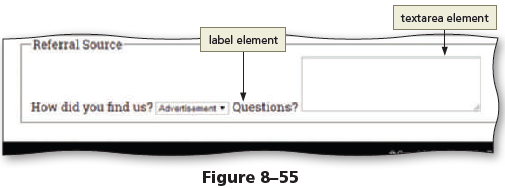 textarea element
label element
Referral Source
How did you find us? Advertisement Questions?
Figure 8–55